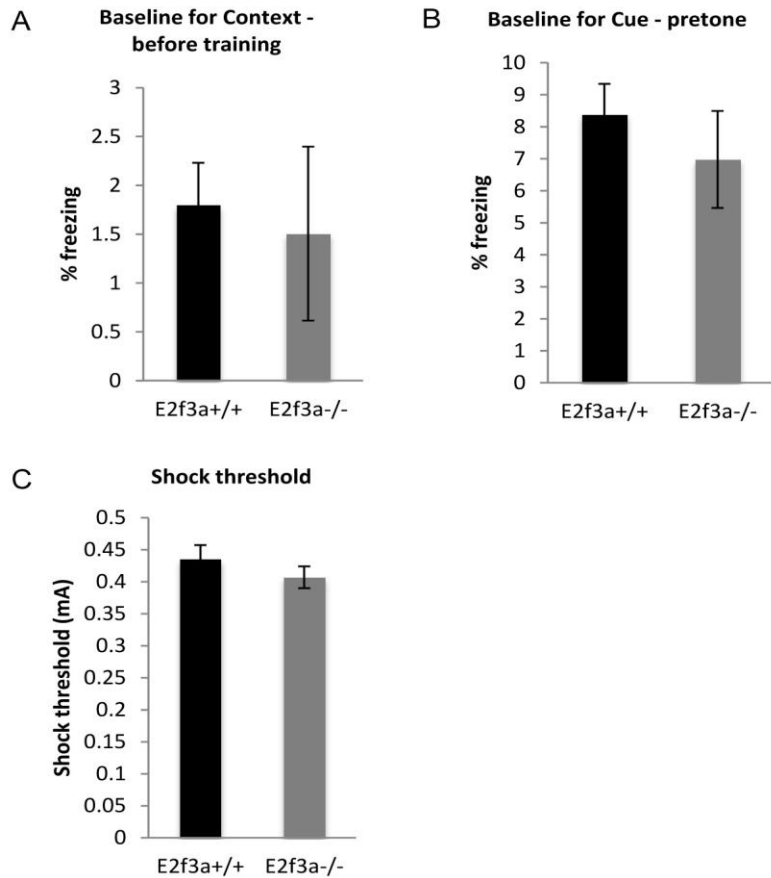 A
Baseline for Context -
before training
% freezing
3
2.5
2
1.5
1
0.5
0
E2f3a+/+ E2f3a-/-
B
Baseline for Cue - pretone
% freezing
10
9
8
7
6
5
4
3
2
1
0
E2f3a+/+ E2f3a-/-
C
Shock threshold
Shock threshold (mA)
0.5
0.45
0.4
0.35
0.3
0.25
0.2
0.15
0.1
0.05
0
E2f3a+/+ E2f3a-/-